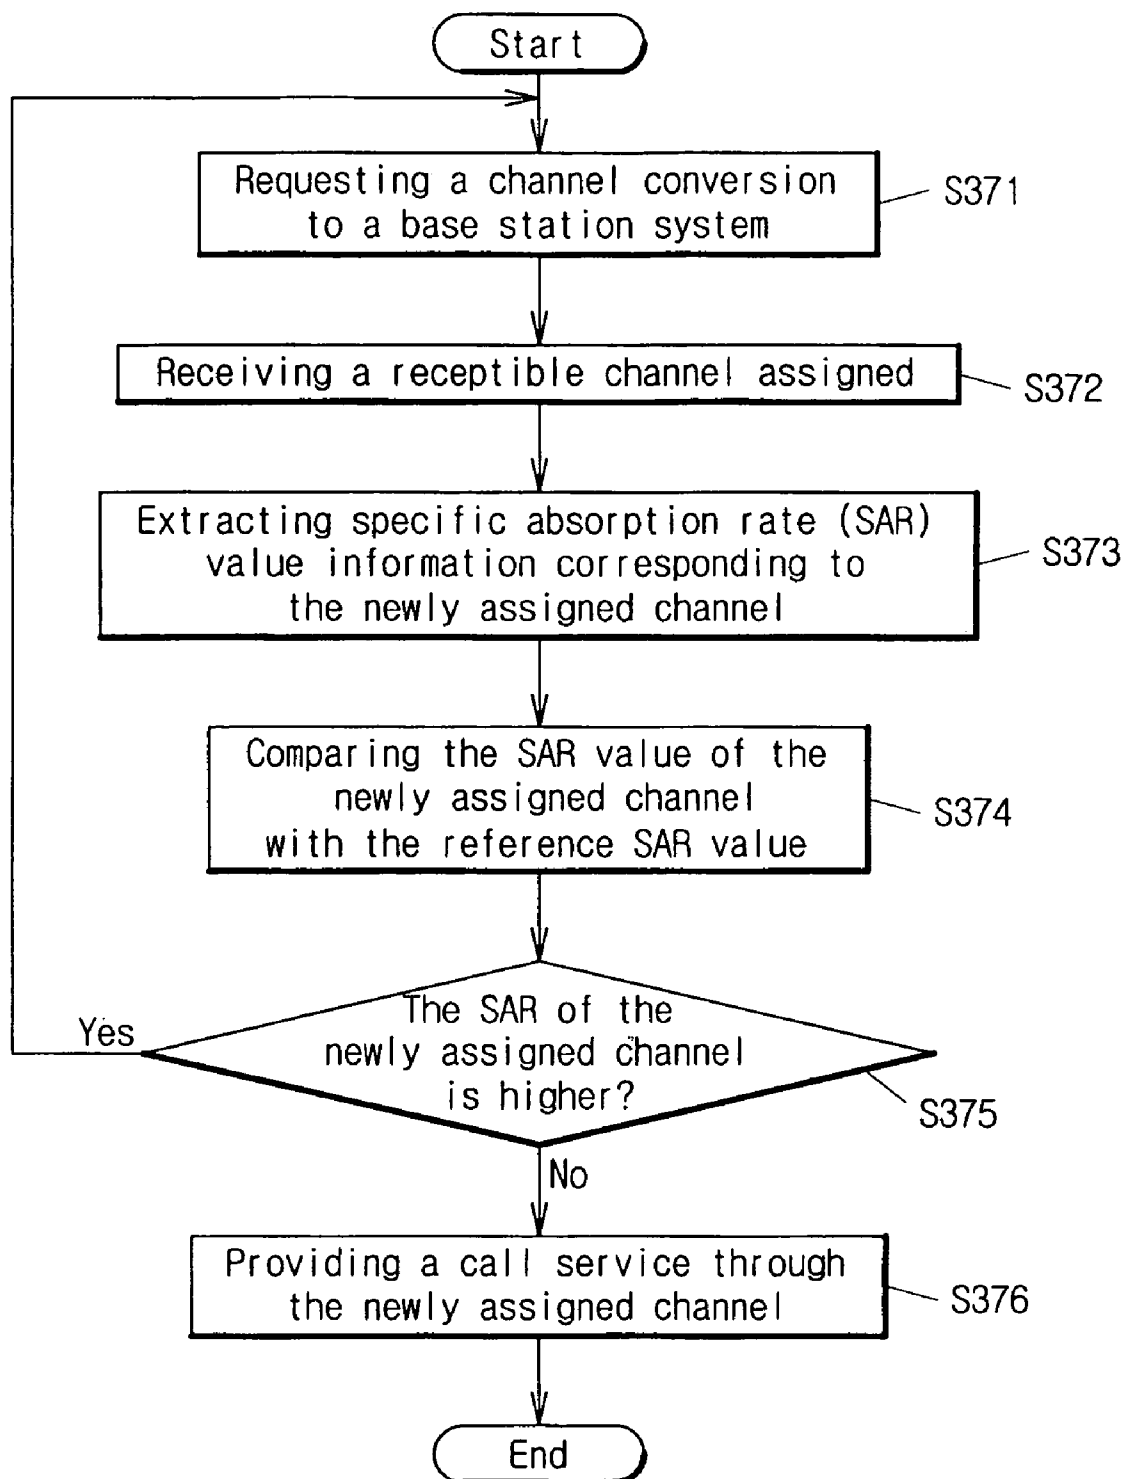 Start
Requesting a channel conversion
to a base station system
S371
Receiving a receptible channel assigned
S372
Extracting specific absorption rate (SAR)
value information corresponding to
the newly assigned channel
S373
Comparing the SAR value of the
newly assigned channel
with the reference SAR value
S374
The SAR of the
newly assigned channel
is higher?
Yes
S375
No
Providing a call service through
the newly assigned channel
S376
End